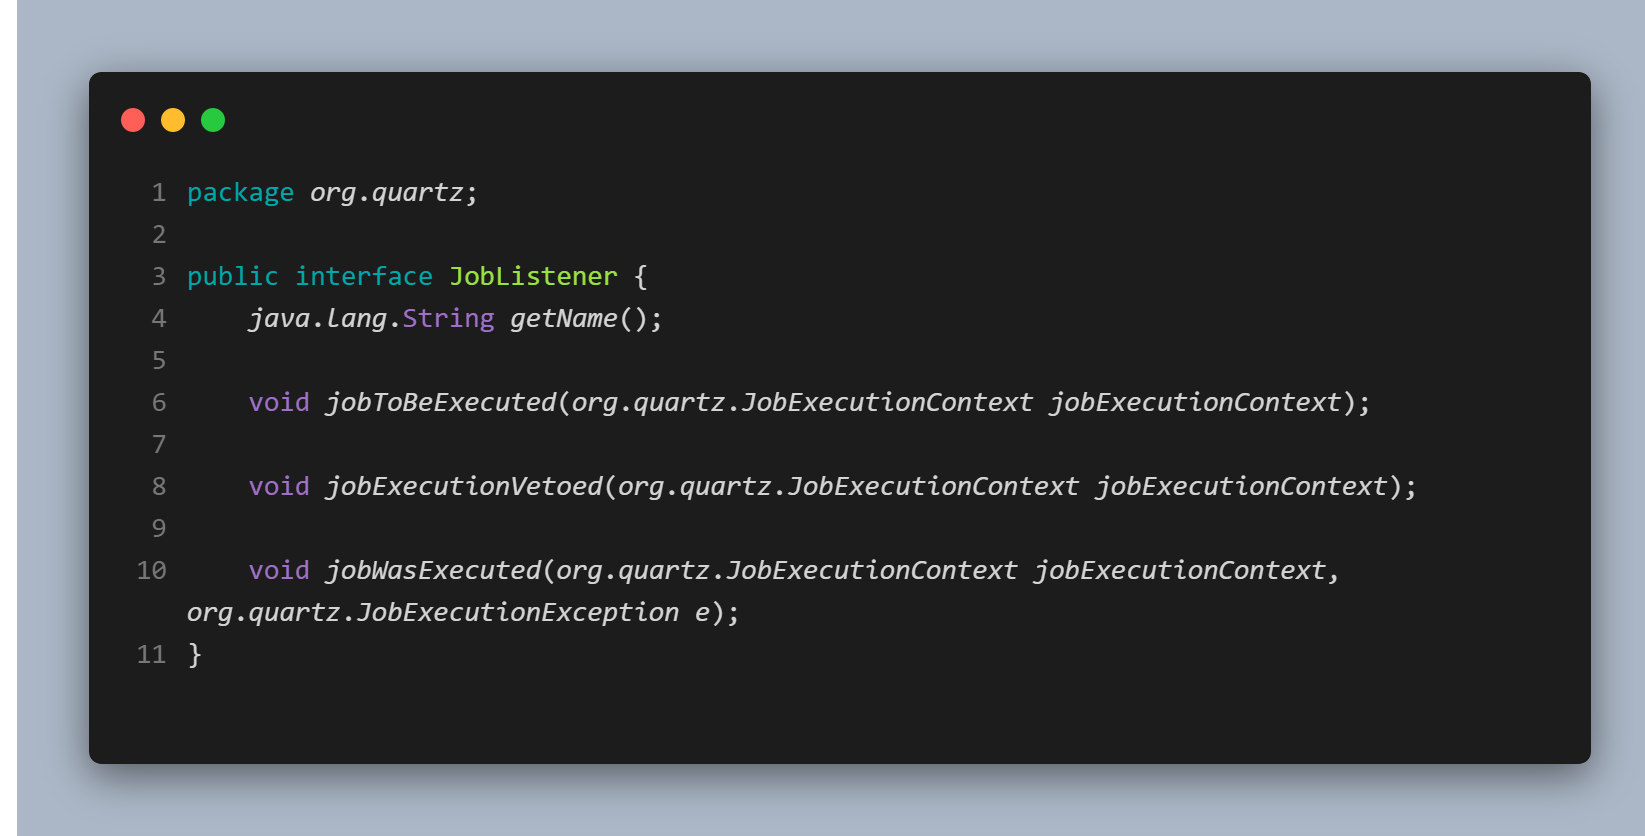 1 package org.quartz;
2
3 public interface JobListener {
4     java.lang.String getName();
5
6     void jobToBeExecuted(org.quartz.JobExecutionContext jobExecutionContext);
7
8     void jobExecutionVetoed(org.quartz.JobExecutionContext jobExecutionContext);
9
10     void jobWasExecuted(org.quartz.JobExecutionContext jobExecutionContext,
org.quartz.JobExecutionException e);
11 }